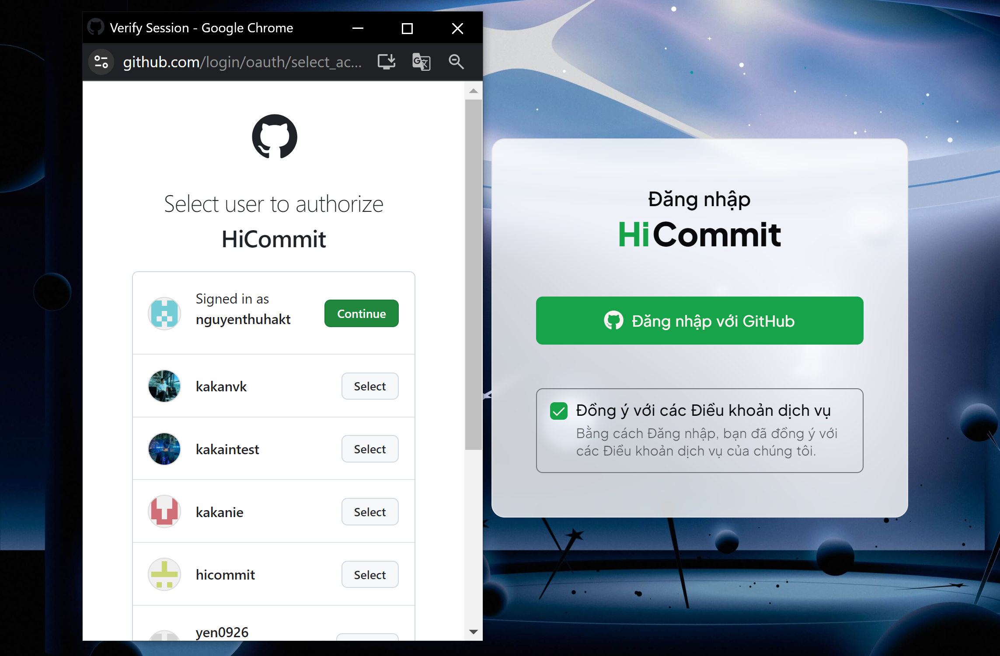 Verify Session - Google Chrome
github.com/login/oauth/select_ac...
Select user to authorize
HiCommit
Signed in as
nguyenthuhakt
Continue
kakanvk
Select
kakaintest
Select
kakanie
Select
hicommit
Select
yen0926
Đăng nhập
HiCommit
Đăng nhập với GitHub
Đồng ý với các Điều khoản dịch vụ
Bằng cách Đăng nhập, bạn đã đồng ý với
các Điều khoản dịch vụ của chúng tôi.